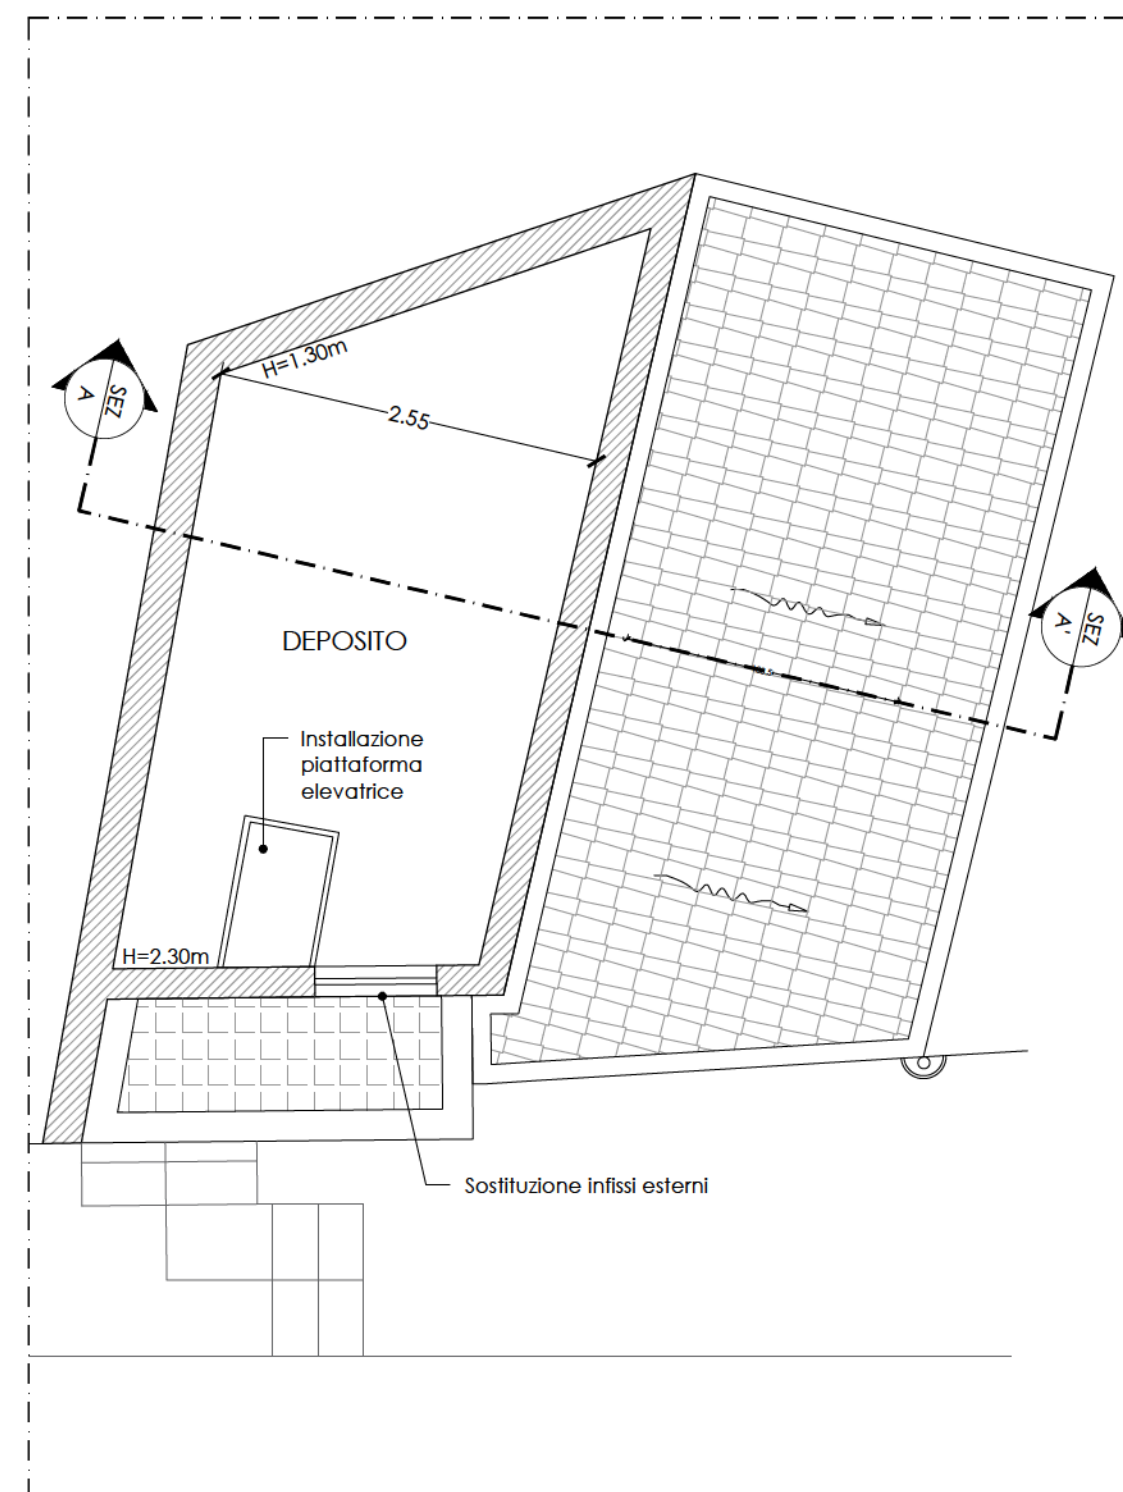 H=1.30m
SEZ
A
2.55
DEPOSITO
SEZ
A'
Installazione
piattaforma
elevatrice
H=2.30m
Sostituzione infissi esterni